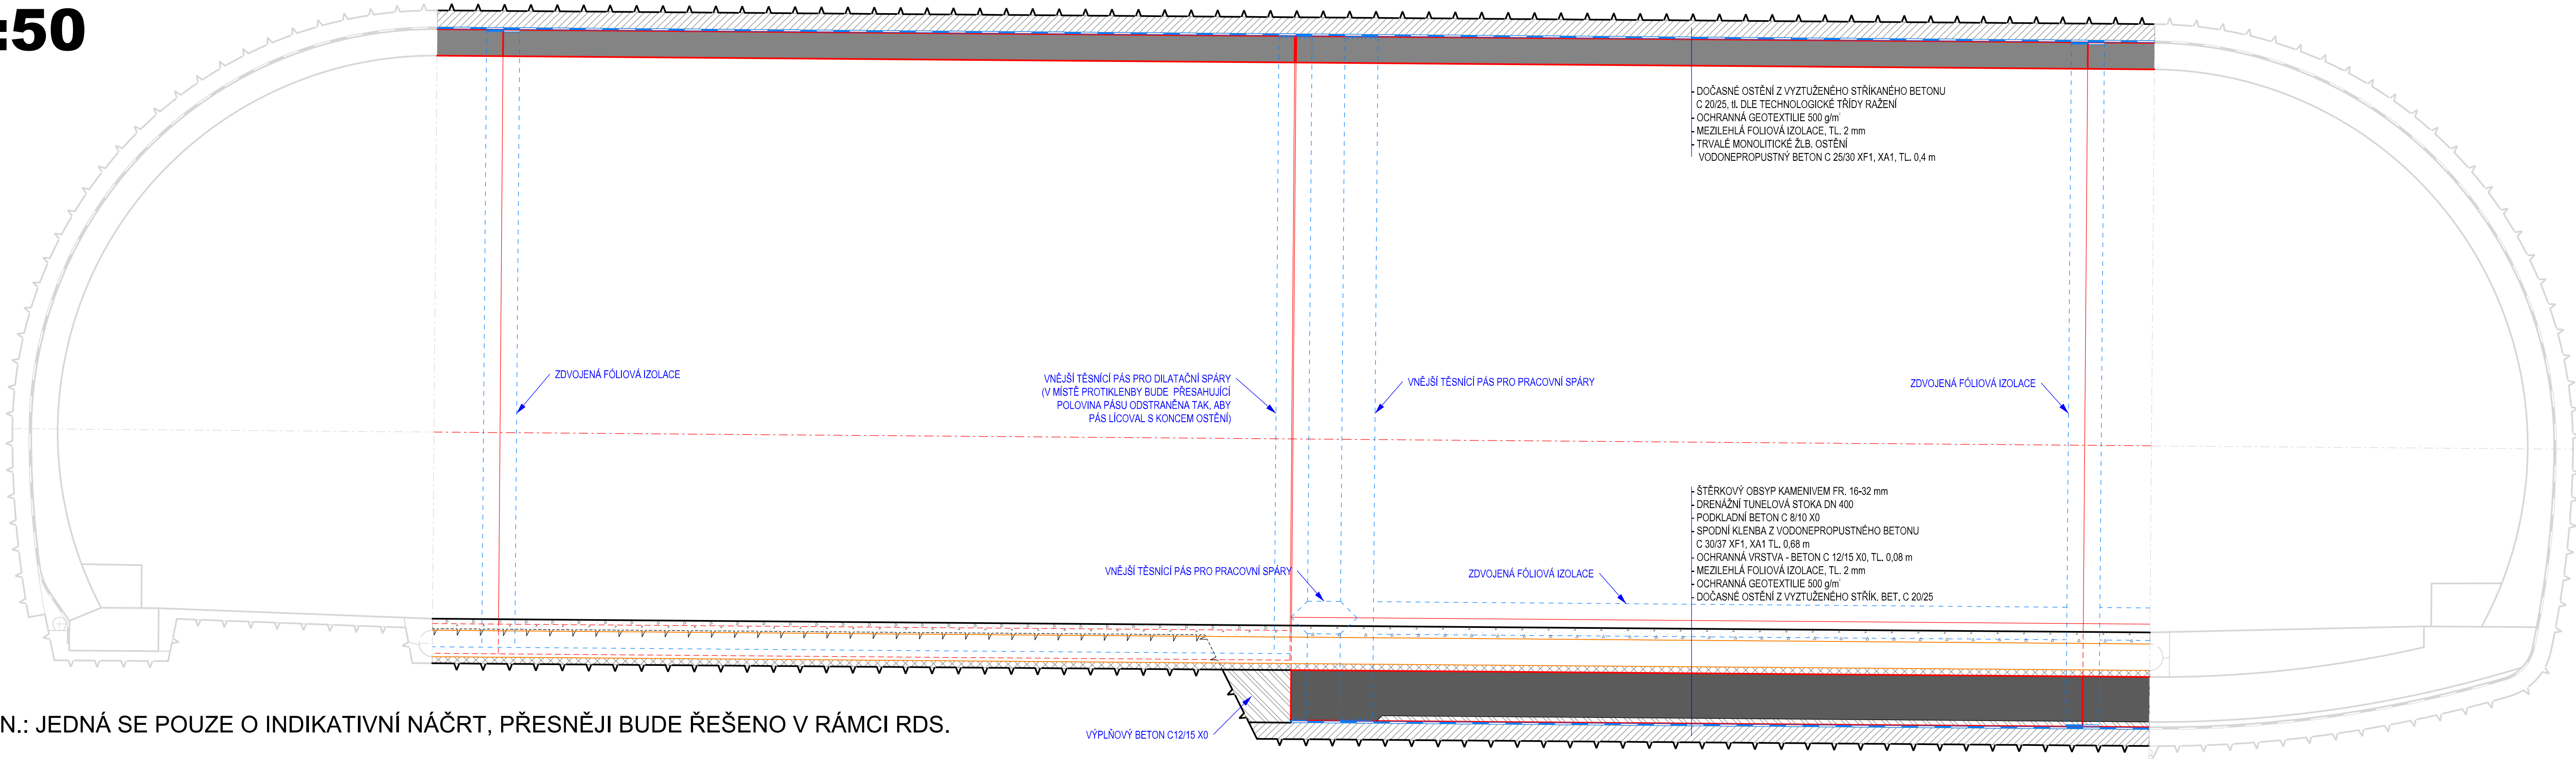 :50
- DOČASNÉ OSTĚNÍ Z VYZTUŽENÉHO STŘÍKANÉHO BETONU
C 20/25, tl. DLE TECHNOLOGICKÉ TŘÍDY RAŽENÍ
- OCHRANNÁ GEOTEXTILIE 500 g/m²
- MEZILEHLÁ FOLIOVÁ IZOLACE, TL. 2 mm
- TRVALÉ MONOLITICKÉ ŽLB. OSTĚNÍ
VODONEPROPUSTNÝ BETON C 25/30 XF1, XA1, TL. 0,4 m
ZDVOJENÁ FÓLIOVÁ IZOLACE
VNĚJŠÍ TĚSNÍCÍ PÁS PRO DILATAČNÍ SPÁRY
(V MÍSTĚ PROTIKLENBY BUDE PŘESAHUJÍCÍ
POLOVINA PÁSU ODSTRANĚNA TAK, ABY
PÁS LÍCOVAL S KONCEM OSTĚNÍ)
VNĚJŠÍ TĚSNÍCÍ PÁS PRO PRACOVNÍ SPÁRY
ZDVOJENÁ FÓLIOVÁ IZOLACE
- ŠTĚRKOVÝ OBSYP KAMENIVEM FR. 16-32 mm
- DRENÁŽNÍ TUNELOVÁ STOKA DN 400
- PODKLADNÍ BETON C 8/10 X0
- SPODNÍ KLENBA Z VODONEPROPUSTNÉHO BETONU
C 30/37 XF1, XA1 TL. 0,68 m
- OCHRANNÁ VRSTVA - BETON C 12/15 X0, TL. 0,08 m
- MEZILEHLÁ FOLIOVÁ IZOLACE, TL. 2 mm
- OCHRANNÁ GEOTEXTILIE 500 g/m²
- DOČASNÉ OSTĚNÍ Z VYZTUŽENÉHO STŘÍK. BET. C 20/25
VNĚJŠÍ TĚSNÍCÍ PÁS PRO PRACOVNÍ SPÁRY
ZDVOJENÁ FÓLIOVÁ IZOLACE
N.: JEDNÁ SE POUZE O INDIKATIVNÍ NÁČRT, PŘESNĚJI BUDE ŘEŠENO V RÁMCI RDS.
VÝPLŇOVÝ BETON C12/15 X0